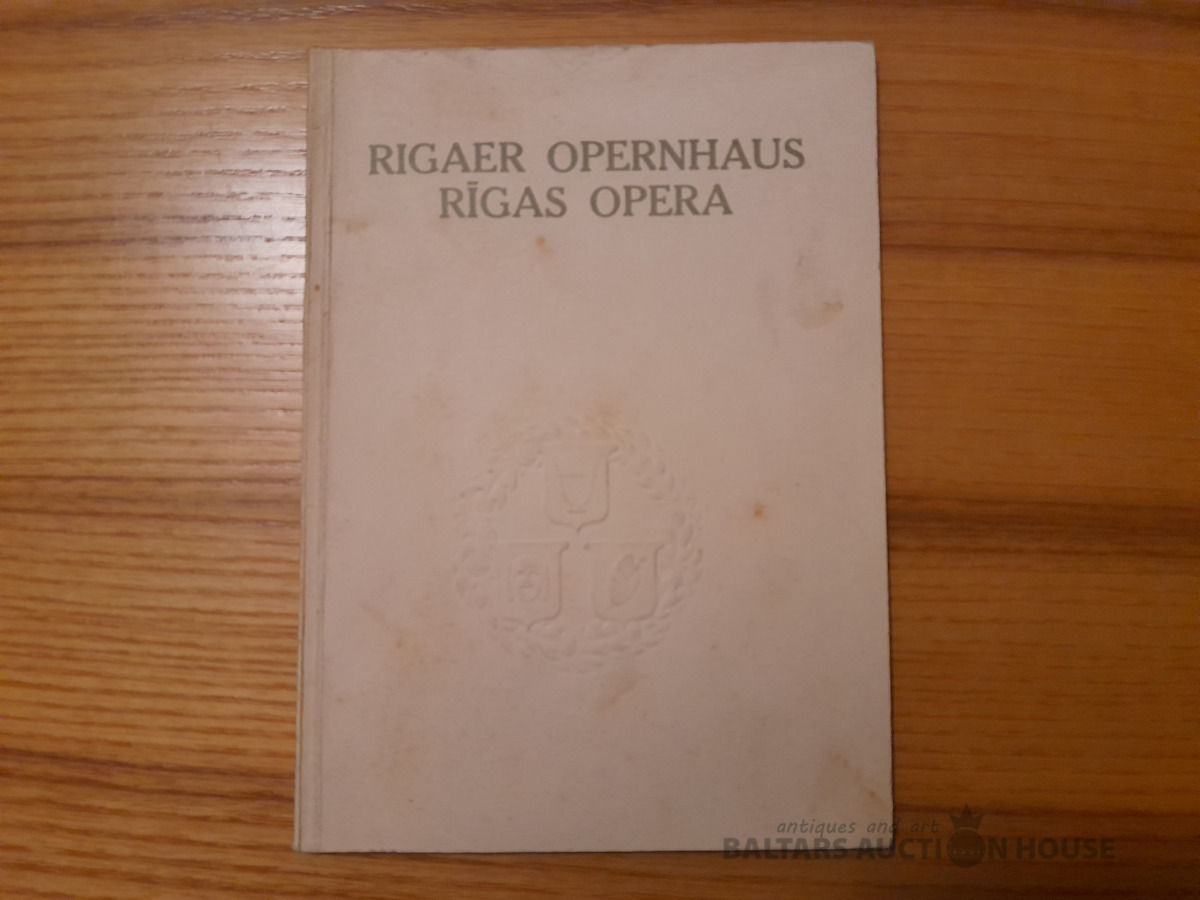 RIGAER OPERNHAUS
RĪGAS OPERA
antiques and art
BALTARS AUCTION HOUSE